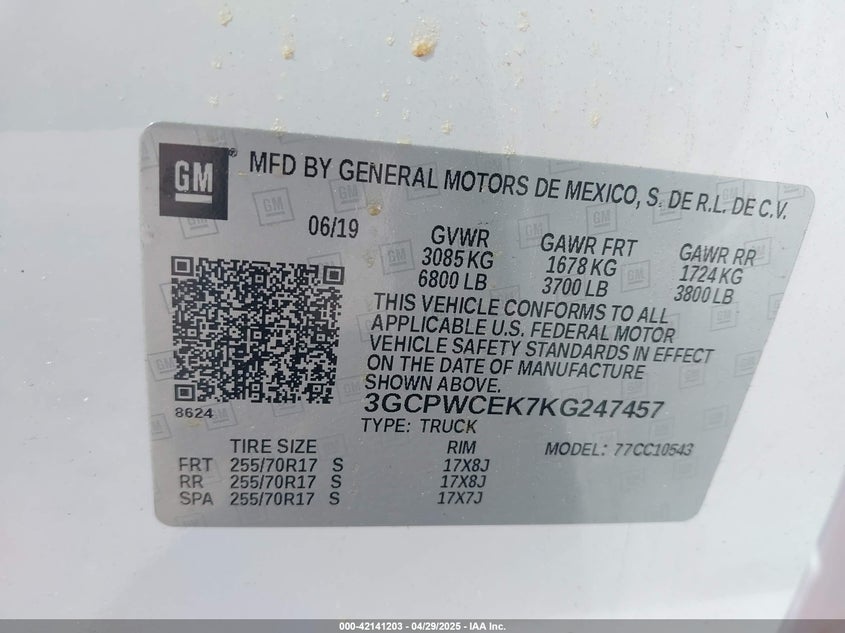 GM® MFD BY GENERAL MOTORS DE MEXICO, S. DE R.L. DE C.V.
06/19
GVWR
3085 KG
6800 LB
GAWR FRT
1678 KG
3700 LB
GAWR RR
1724 KG
3800 LB
THIS VEHICLE CONFORMS TO ALL
APPLICABLE U.S. FEDERAL MOTOR
VEHICLE SAFETY STANDARDS IN EFFECT
ON THE DATE OF MANUFACTURE
SHOWN ABOVE.
8624
3GCPWCEK7KG247457
TYPE: TRUCK
TIRE SIZE RIM MODEL: 77CC10543
FRT 255/70R17 S 17X8J
RR 255/70R17 S 17X8J
SPA 255/70R17 S 17X7J
000-42141203 - 04/29/2025 - IAA Inc.